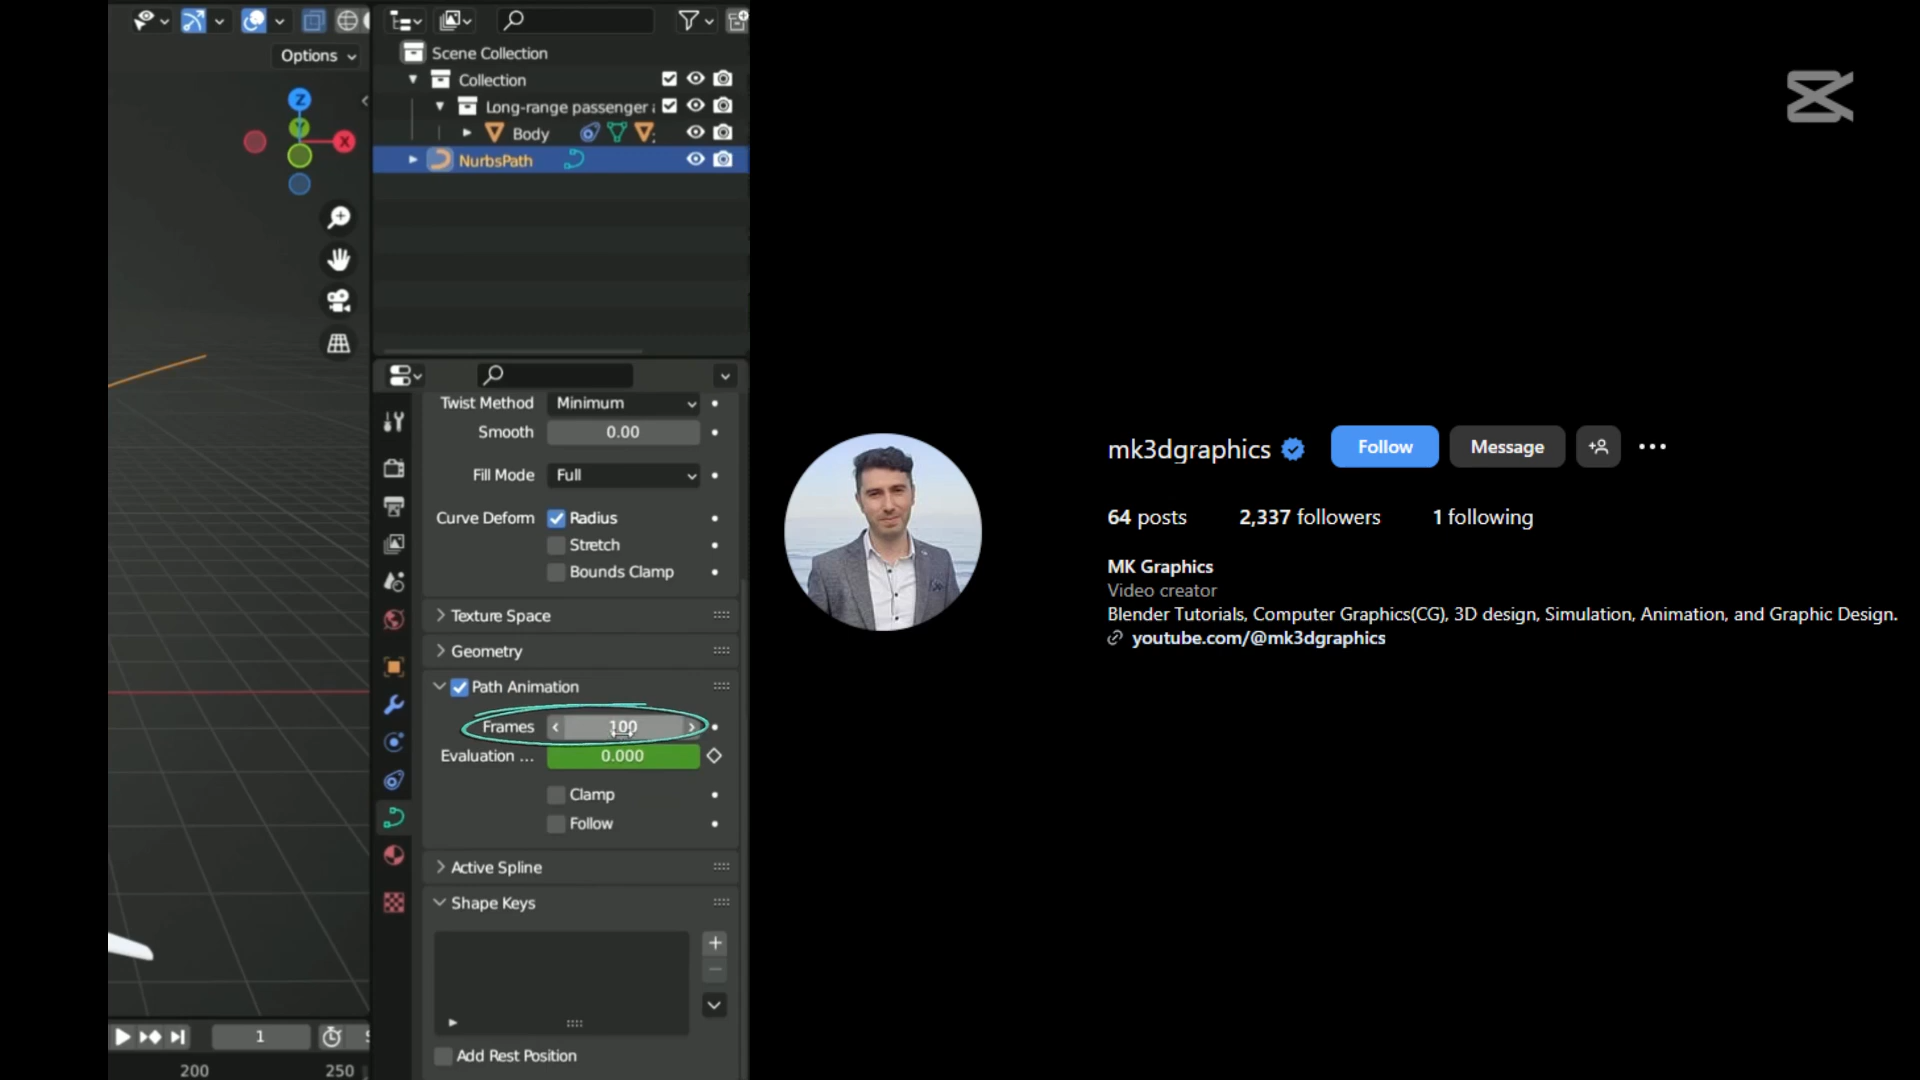 Options
Z
Y
X
Scene Collection
Collection
Long-range passenger
Body
NurbsPath
Twist Method Minimum
Smooth 0.00
Fill Mode Full
Curve Deform Radius
Stretch
Bounds Clamp
Texture Space
Geometry
Path Animation
Frames 100
Evaluation ... 0.000
Clamp
Follow
Active Spline
Shape Keys
Add Rest Position
1
200 250
mk3dgraphics Follow Message
64 posts 2,337 followers 1 following
MK Graphics
Video creator
Blender Tutorials, Computer Graphics(CG), 3D design, Simulation, Animation, and Graphic Design.
youtube.com/@mk3dgraphics